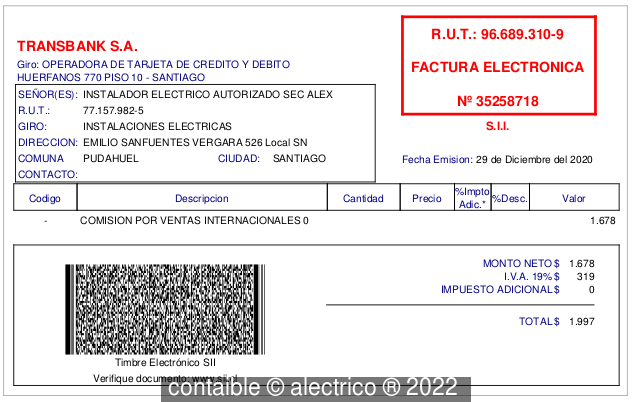 TRANSBANK S.A.
Giro: OPERADORA DE TARJETA DE CREDITO Y DEBITO
HUERFANOS 770 PISO 10 - SANTIAGO
R.U.T.: 96.689.310-9
FACTURA ELECTRONICA
Nº 35258718
S.I.I.
SEÑOR(ES): INSTALADOR ELECTRICO AUTORIZADO SEC ALEX
R.U.T.: 77.157.982-5
GIRO: INSTALACIONES ELECTRICAS
DIRECCION: EMILIO SANFUENTES VERGARA 526 Local SN
COMUNA PUDAHUEL CIUDAD: SANTIAGO
CONTACTO:
Fecha Emision: 29 de Diciembre del 2020
Codigo Descripcion Cantidad Precio %Impto Adic.* %Desc. Valor
- COMISION POR VENTAS INTERNACIONALES 0 1.678
MONTO NETO $ 1.678
I.V.A. 19% $ 319
IMPUESTO ADICIONAL $ 0
TOTAL $ 1.997
Timbre Electrónico SII
Verifique documento: www.sii.cl
contaible © alectrico ® 2022